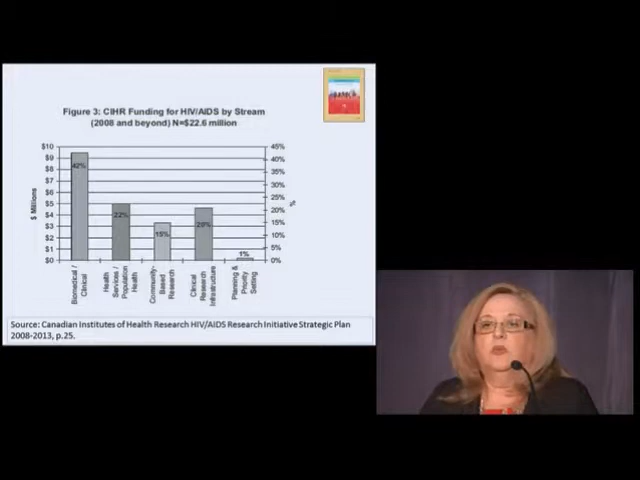 Figure 3: CIHR Funding for HIV/AIDS by Stream
(2008 and beyond) N=$22.6 million
$10
$9
$8
$7
$6
$5
$4
$3
$2
$1
$0
$ Millions
45%
40%
35%
30%
25%
20%
15%
10%
5%
0%
%
42%
22%
15%
20%
1%
Biomedical /
Clinical
Health
Services /
Population
Health
Community-
Based
Research
Clinical
Research
Infrastructure
Planning &
Priority
Setting
Source: Canadian Institutes of Health Research HIV/AIDS Research Initiative Strategic Plan
2008-2013, p.25.